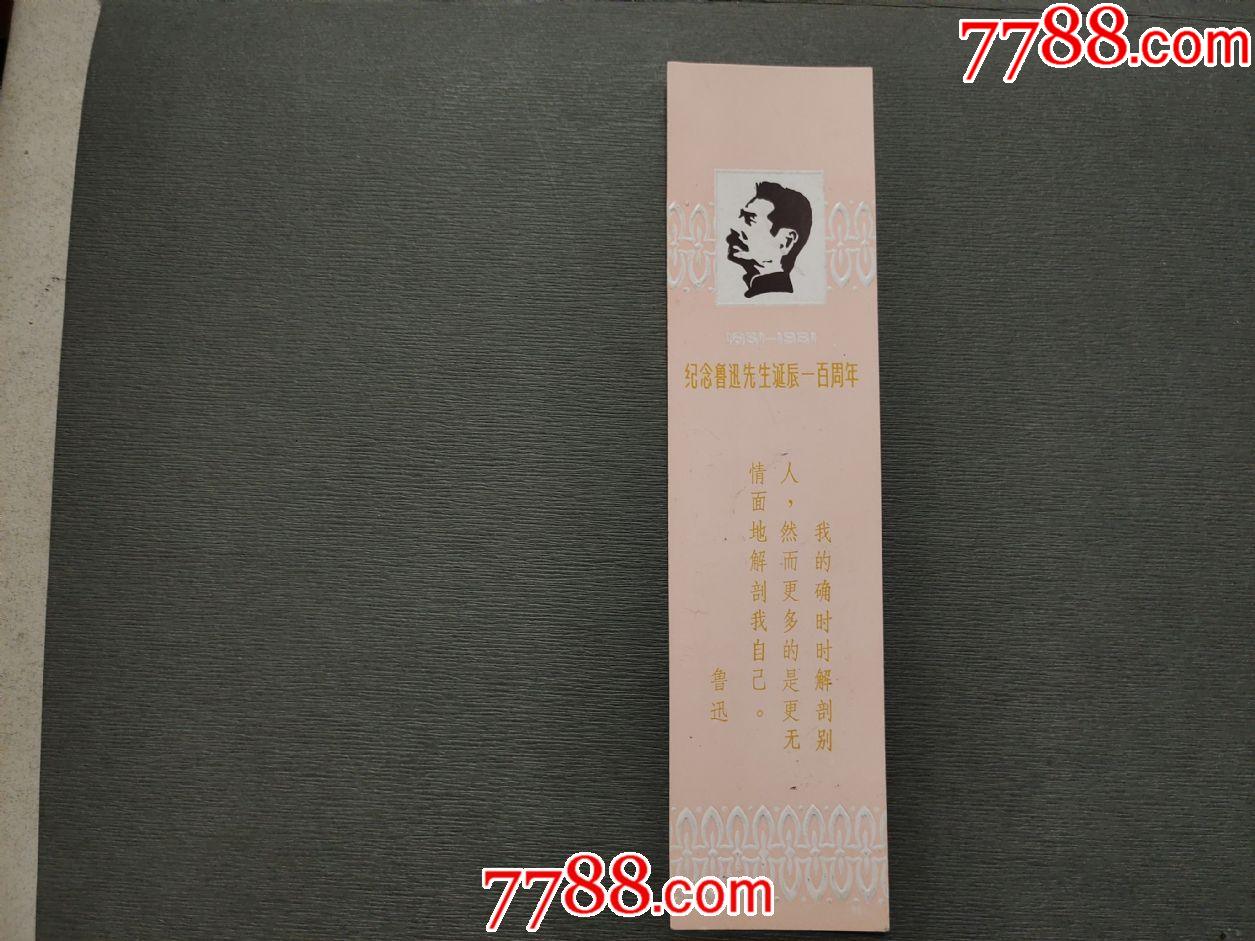 7788.com
1881—1981
纪念鲁迅先生诞辰一百周年
我的确时时解剖别
人，然而更多的是更无
情面地解剖我自己。
鲁迅
7788.com